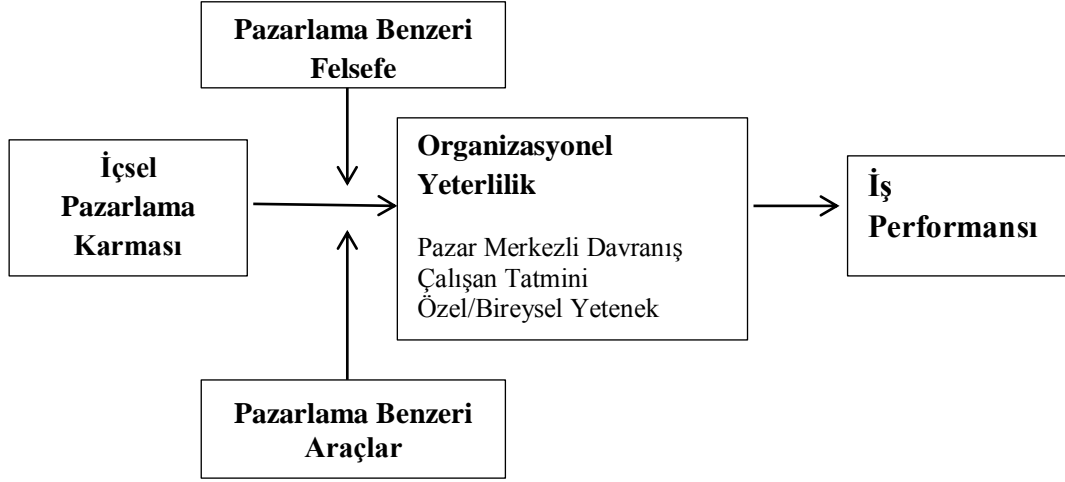 Pazarlama Benzeri
Felsefe
İçsel
Pazarlama
Karması
Organizasyonel
Yeterlilik
Pazar Merkezli Davranış
Çalışan Tatmini
Özel/Bireysel Yetenek
İş
Performansı
Pazarlama Benzeri
Araçlar